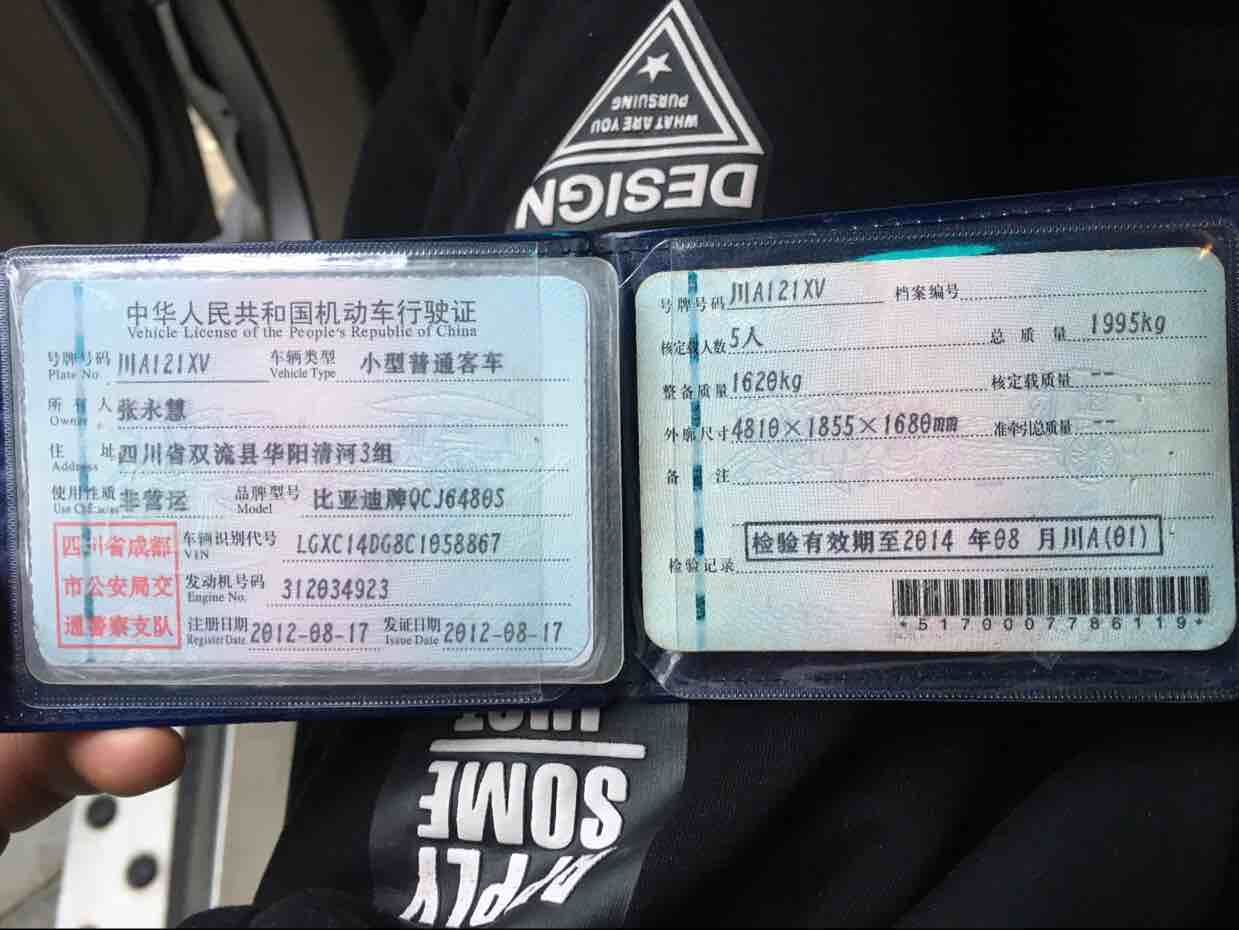 WHAT ARE YOU
PURSUING
DESIGN
中华人民共和国机动车行驶证
Vehicle License of the People's Republic of China
号牌号码 川A121XV 车辆类型 小型普通客车
Plate No. Vehicle Type
所有人 张永慧
Owner
住址 四川省双流县华阳清河3组
Address
使用性质 非营运 品牌型号 比亚迪牌QCJ6480S
Use Character Model
车辆识别代号 LGXC14DG8C1058867
VIN
发动机号码 312034923
Engine No.
注册日期 2012-08-17 发证日期 2012-08-17
Register Date Issue Date
四川省成都
市公安局交
通警察支队
号牌号码 川A121XV 档案编号
核定载人数 5人 总质量 1995kg
整备质量 1620kg 核定载质量 --
外廓尺寸 4810×1855×1680mm 准牵引总质量 --
备注
检验有效期至2014 年08 月川A(01)
检验记录
*5170007786119*
SOME
APPLY